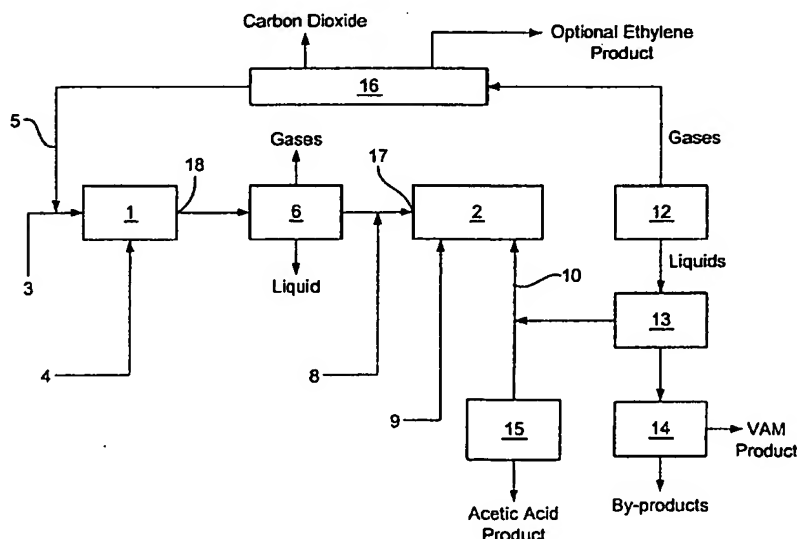 Carbon Dioxide
Optional Ethylene
Product
16
5
Gases
Gases
18
17
1
6
2
12
3
Liquid
10
Liquids
13
4
8
9
15
14
VAM
Product
Acetic Acid
Product
By-products